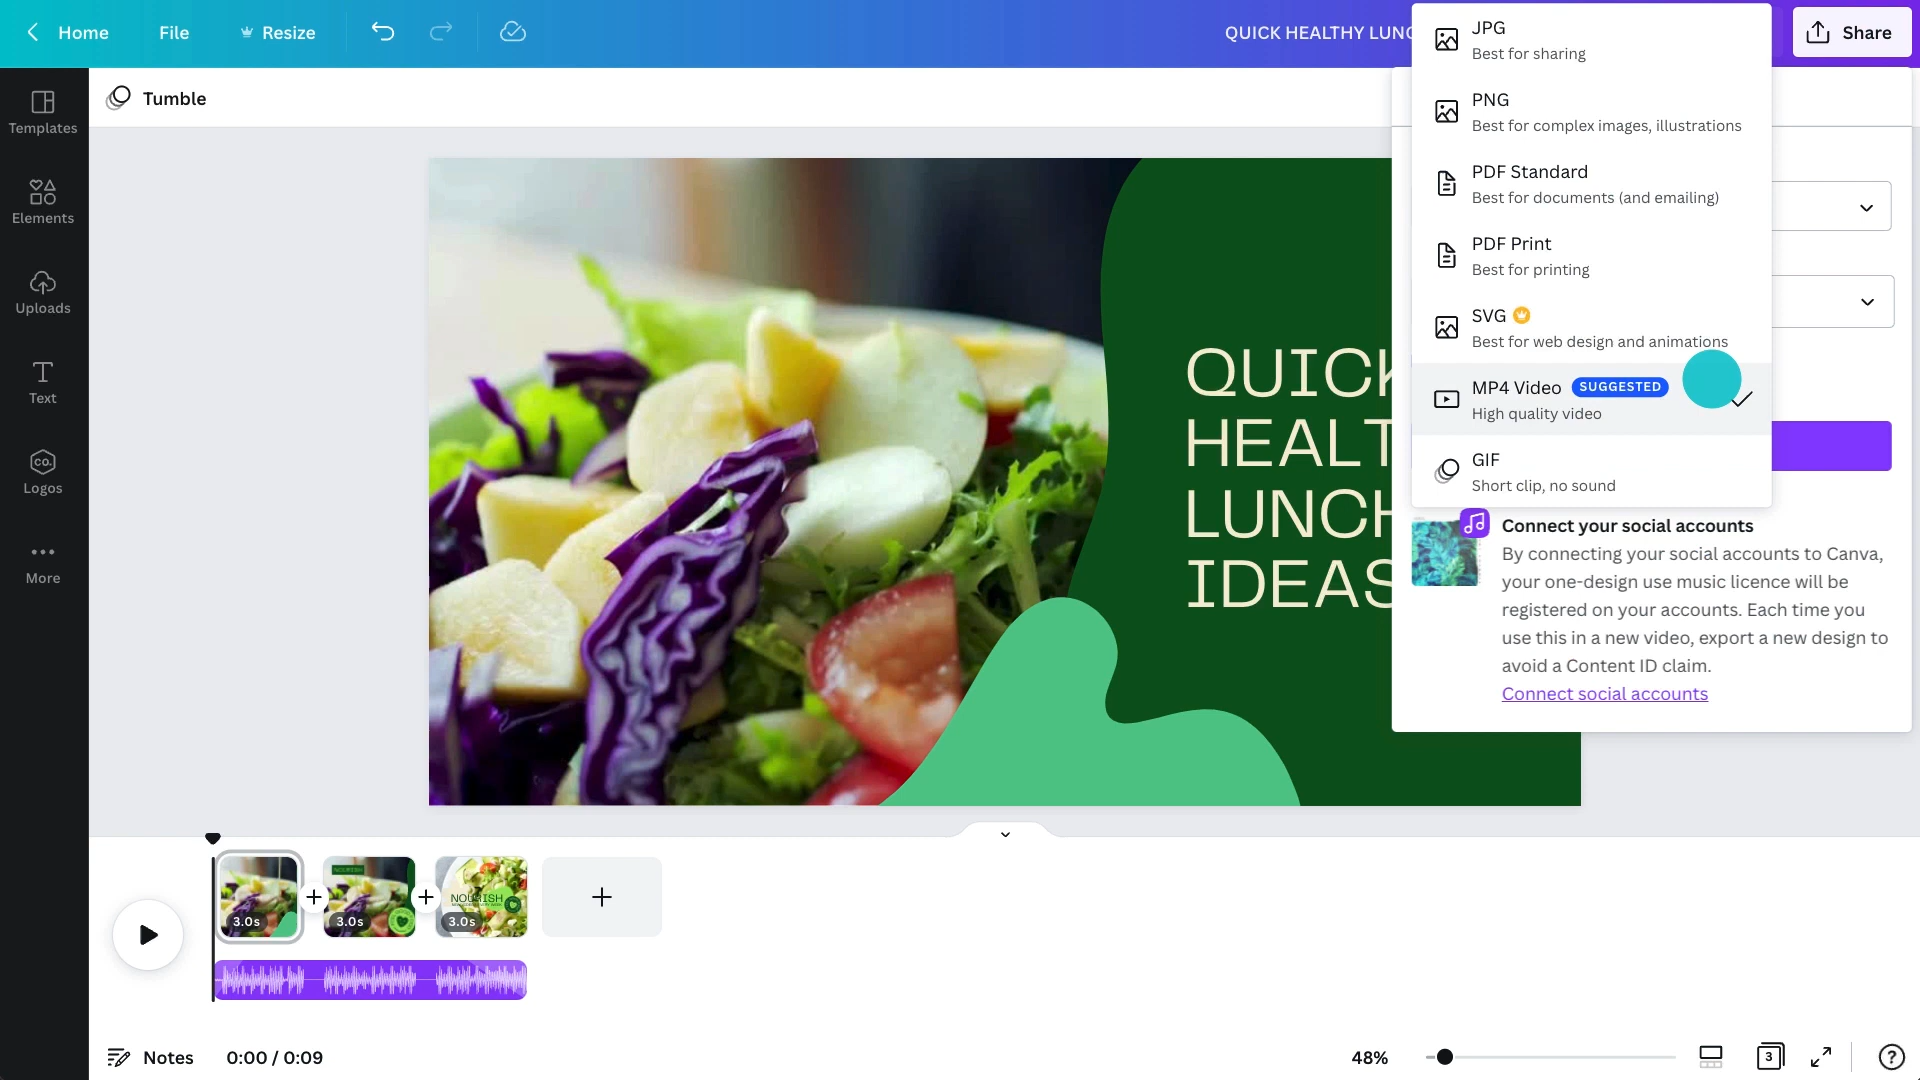 Home
File
Resize
QUICK HEALTHY LUNC
Share
Tumble
Templates
Elements
Uploads
Text
Logos
co.
More
JPG
Best for sharing
PNG
Best for complex images, illustrations
PDF Standard
Best for documents (and emailing)
PDF Print
Best for printing
SVG
Best for web design and animations
MP4 Video SUGGESTED
High quality video
GIF
Short clip, no sound
QUICK
HEALT
LUNCH
IDEAS
Connect your social accounts
By connecting your social accounts to Canva,
your one-design use music licence will be
registered on your accounts. Each time you
use this in a new video, export a new design to
avoid a Content ID claim.
Connect social accounts
NOURISH
NOURISH
3.0s
3.0s
3.0s
Notes
0:00 / 0:09
48%
3
?